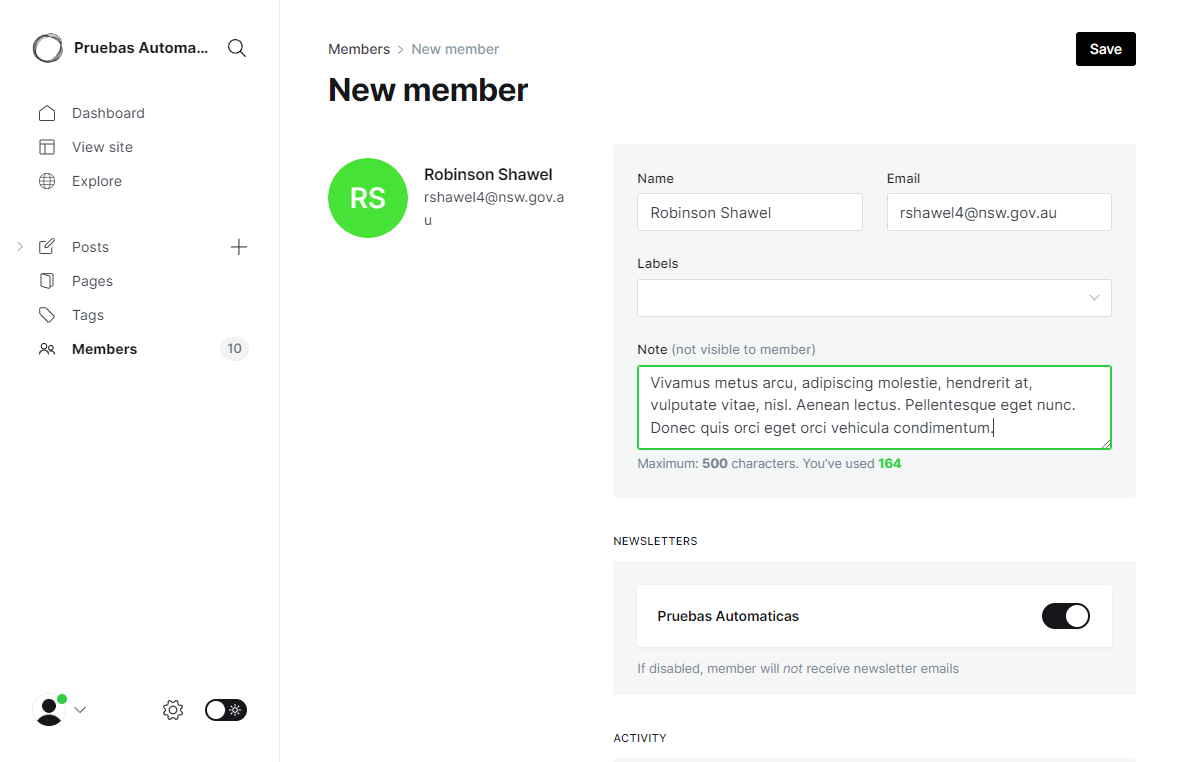 Pruebas Automa...
Dashboard
View site
Explore
Posts
Pages
Tags
Members
10
Members > New member
Save
New member
RS
Robinson Shawel
rshawel4@nsw.gov.a
u
Name
Email
Robinson Shawel
rshawel4@nsw.gov.au
Labels
Note (not visible to member)
Vivamus metus arcu, adipiscing molestie, hendrerit at,
vulputate vitae, nisl. Aenean lectus. Pellentesque eget nunc.
Donec quis orci eget orci vehicula condimentum.
Maximum: 500 characters. You've used 164
NEWSLETTERS
Pruebas Automaticas
If disabled, member will not receive newsletter emails
ACTIVITY